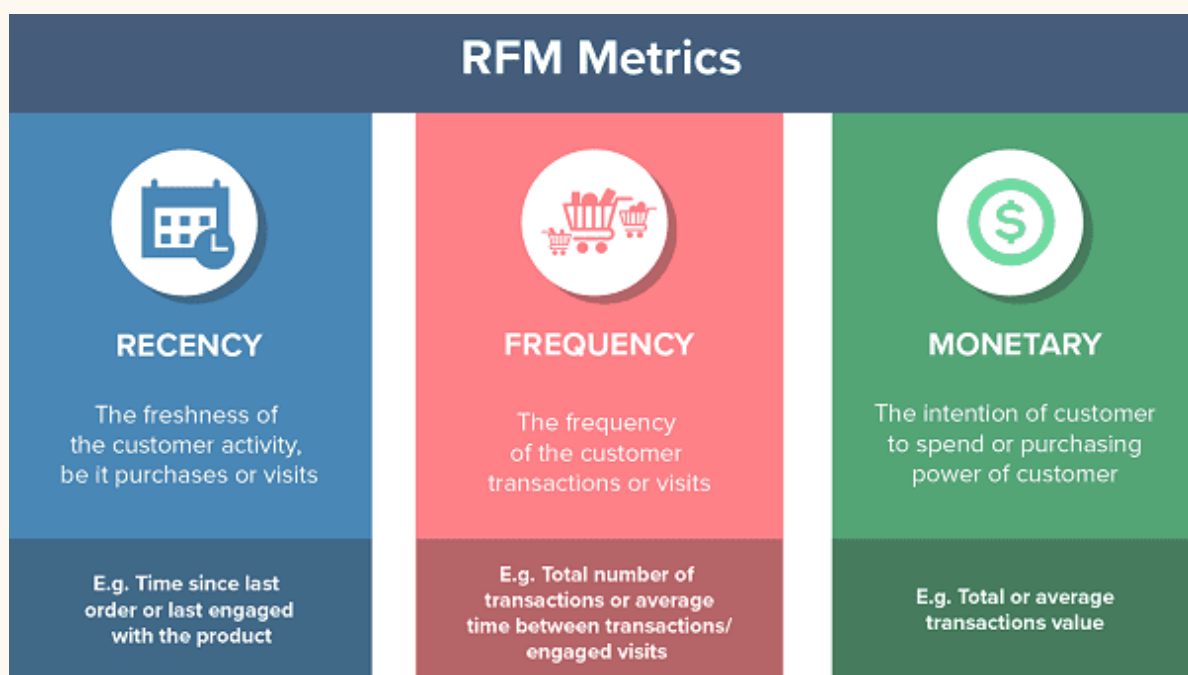 RFM Metrics
RECENCY
The freshness of
the customer activity,
be it purchases or visits
E.g. Time since last
order or last engaged
with the product
FREQUENCY
The frequency
of the customer
transactions or visits
E.g. Total number of
transactions or average
time between transactions/
engaged visits
MONETARY
The intention of customer
to spend or purchasing
power of customer
E.g. Total or average
transactions value